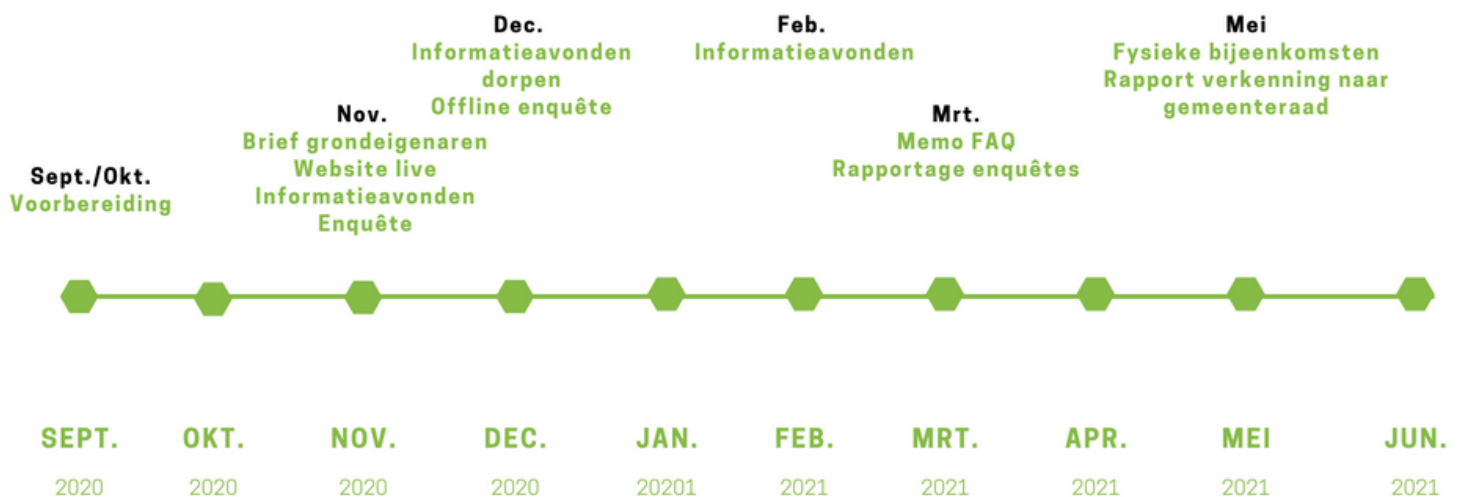 Sept./Okt.
Voorbereiding
Nov.
Brief grondeigenaren
Website live
Informatieavonden
Enquête
Dec.
Informatieavonden
dorpen
Offline enquête
Feb.
Informatieavonden
Mrt.
Memo FAQ
Rapportage enquêtes
Mei
Fysieke bijeenkomsten
Rapport verkenning naar
gemeenteraad
SEPT. OKT. NOV. DEC. JAN. FEB. MRT. APR. MEI JUN.
2020 2020 2020 2020 20201 2021 2021 2021 2021 2021